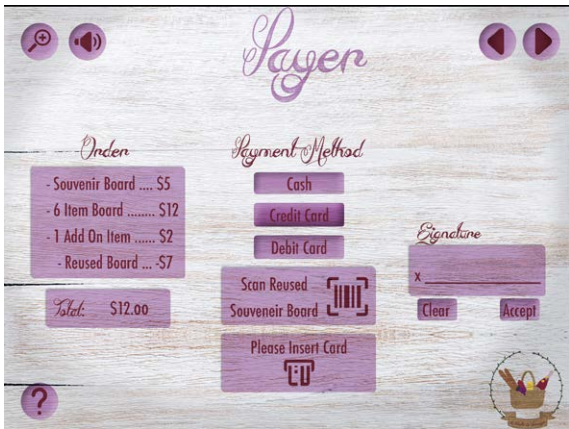 Payer
Order
- Souvenir Board .... $5
- 6 Item Board ........ $12
- 1 Add On Item ...... $2
- Reused Board ... -$7
Total: $12.00
Payment Method
Cash
Credit Card
Debit Card
Scan Reused
Souveneir Board
Please Insert Card
Signature
x
Clear
Accept
?